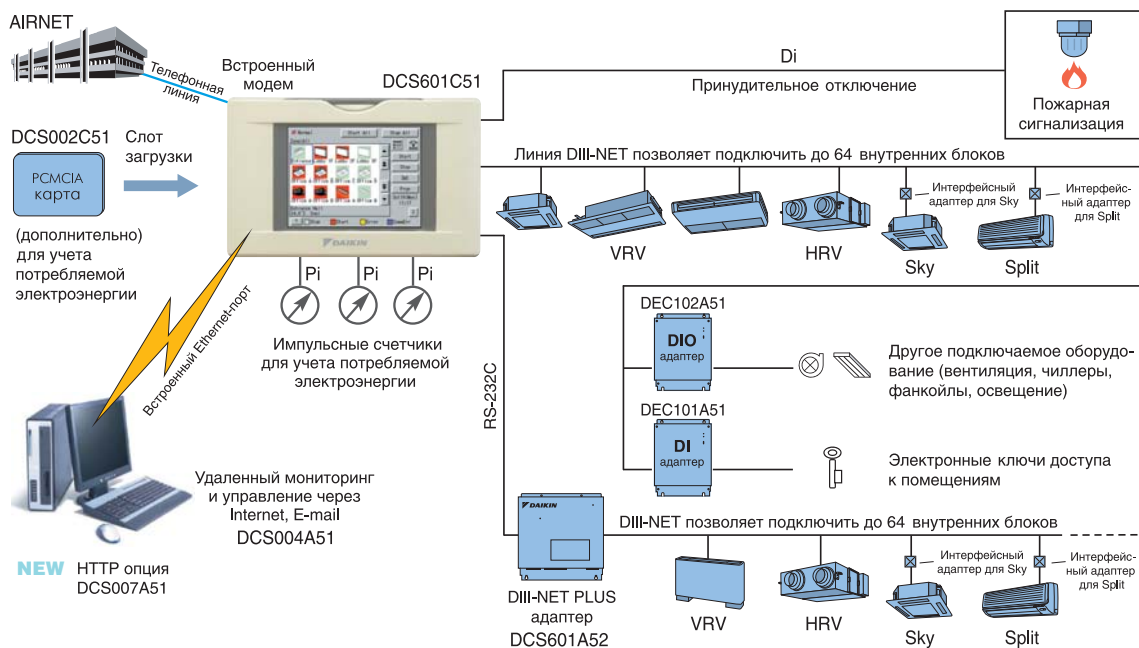 AIRNET
Телефонная
линия
Встроенный
модем
DCS601C51
Di
Принудительное отключение
Пожарная
сигнализация
DCS002C51
Слот
загрузки
PCMCIA
карта
(дополнительно)
для учета
потребляемой
электроэнергии
Start
Stop
DAIKIN
Линия DIII-NET позволяет подключить до 64 внутренних блоков
Интерфейсный
адаптер для Sky
Интерфейс-
ный адаптер
для Split
VRV
HRV
Sky
Split
Pi
Pi
Pi
Импульсные счетчики
для учета потребляемой
электроэнергии
Встроенный Ethernet-порт
RS-232C
DEC102A51
DIO
адаптер
Другое подключаемое оборудо-
вание (вентиляция, чиллеры,
фанкойлы, освещение)
DEC101A51
DI
адаптер
Электронные ключи доступа
к помещениям
Удаленный мониторинг
и управление через
Internet, E-mail
DCS004A51
NEW HTTP опция
DCS007A51
DAIKIN
DIII-NET PLUS
адаптер
DCS601A52
DIII-NET позволяет подключить до 64 внутренних блоков
Интерфейсный
адаптер для Sky
Интерфейс-
ный адаптер
для Split
VRV
HRV
Sky
Split